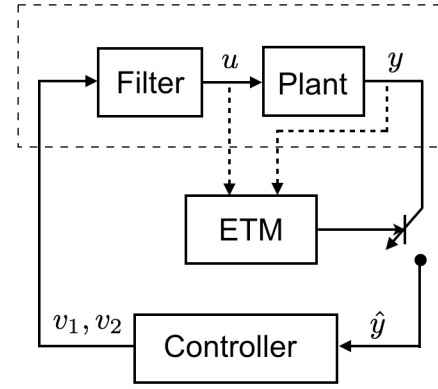 Filter
u
Plant
y
ETM
v₁, v₂
Controller
ŷ